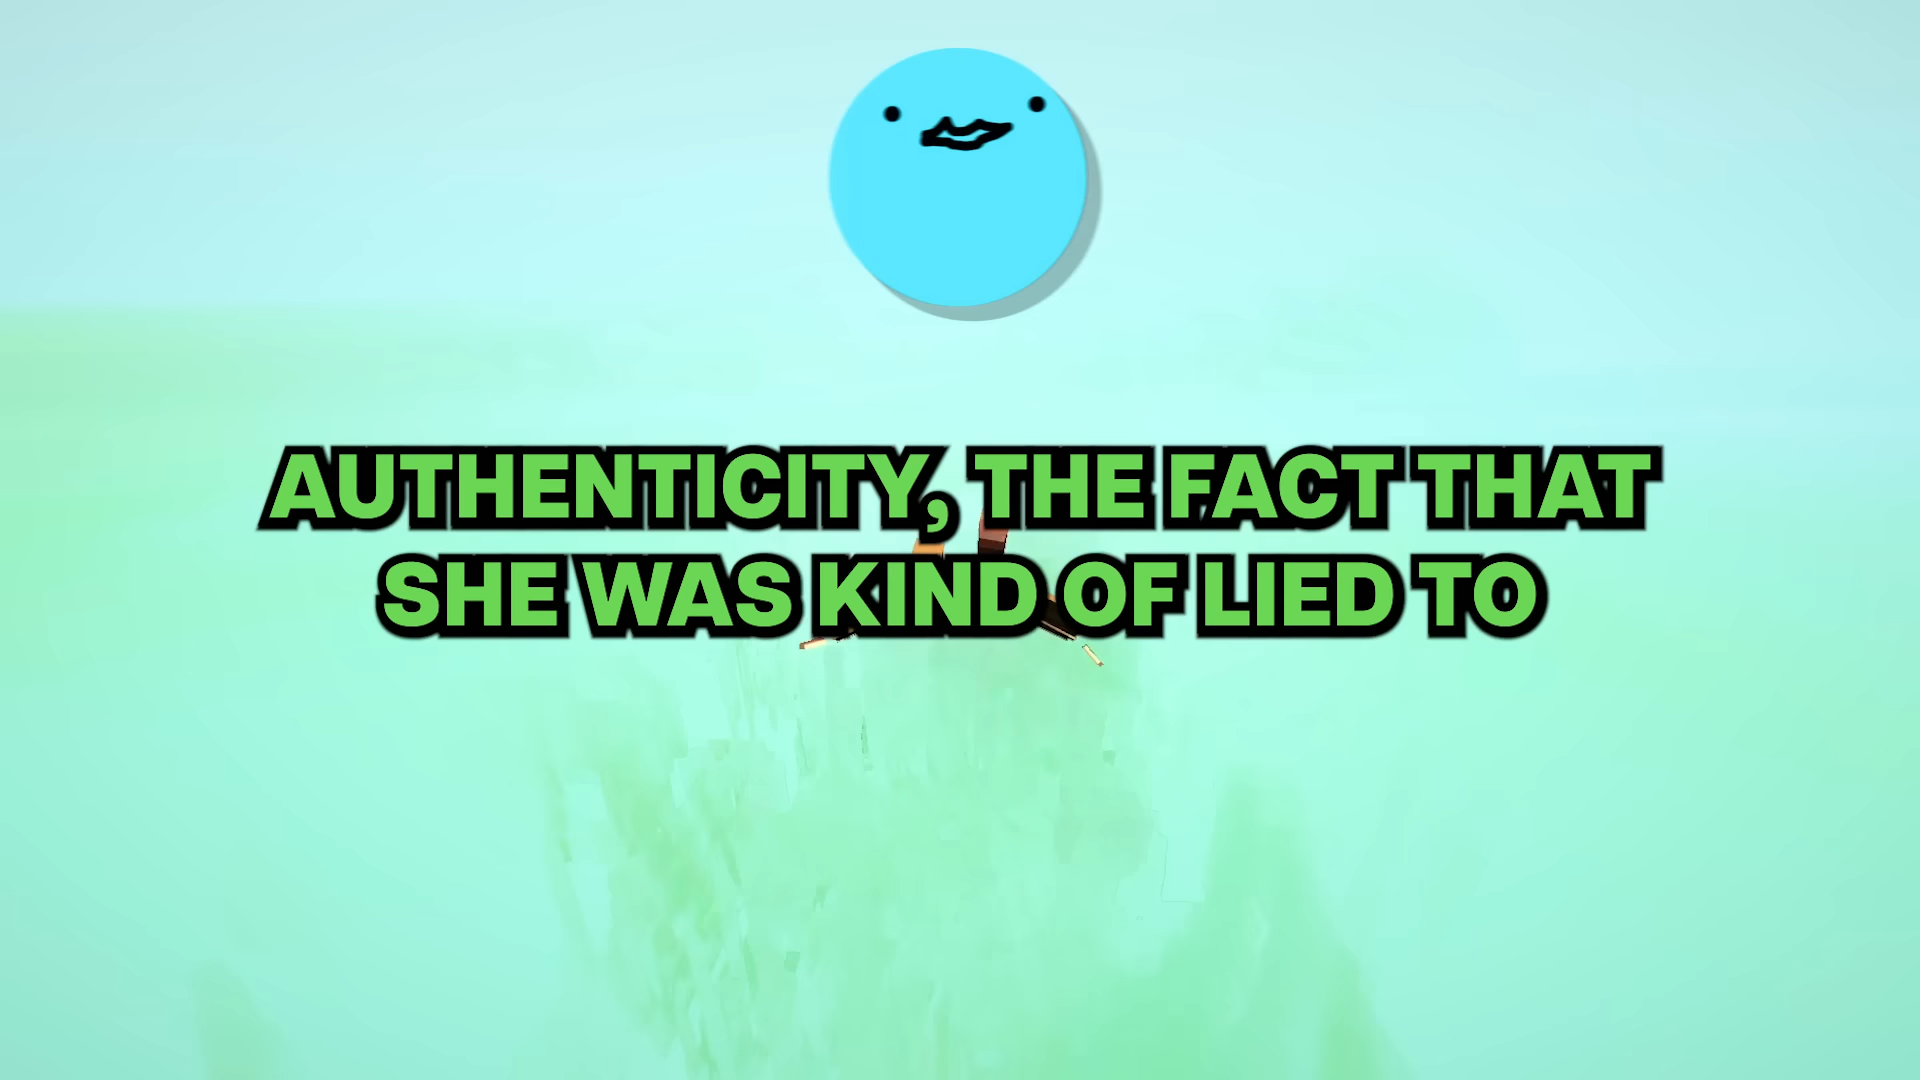 AUTHENTICITY, THE FACT THAT
SHE WAS KIND OF LIED TO